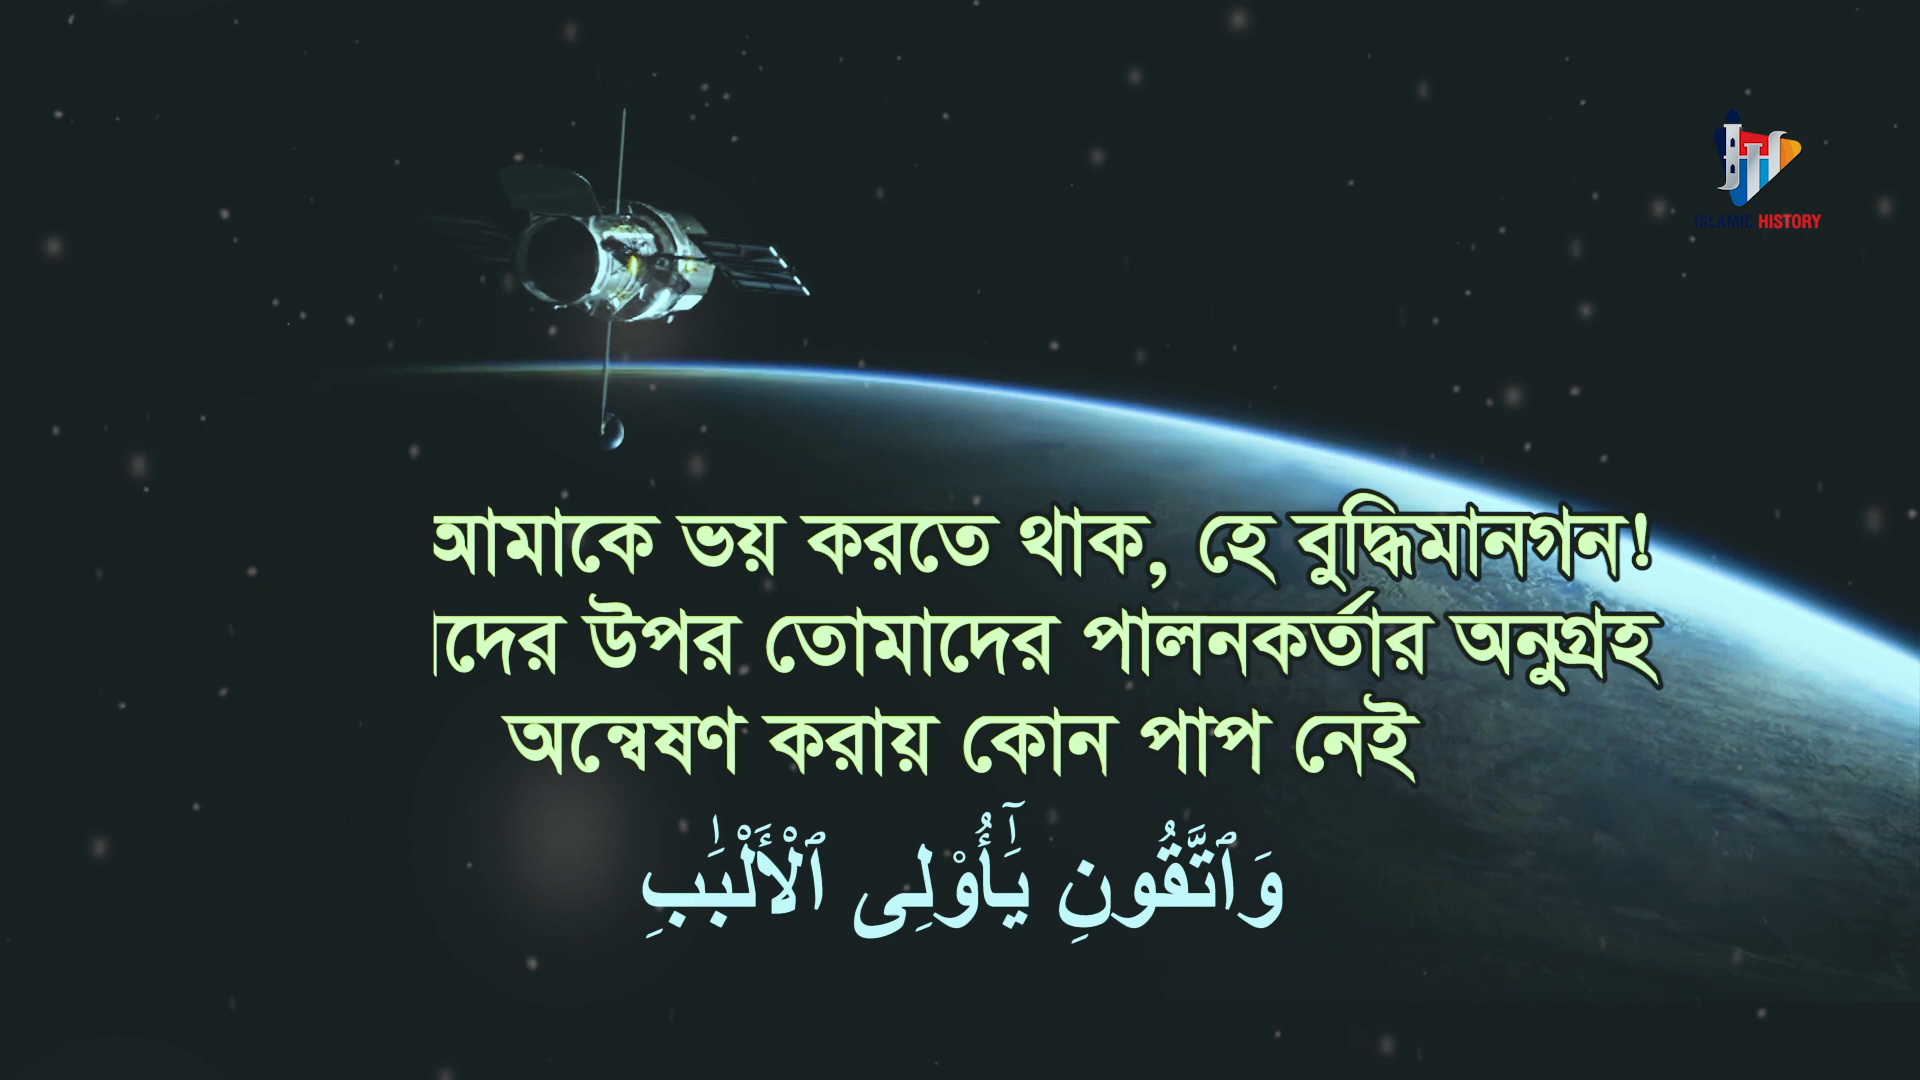 ISLAMIC HISTORY
আমাকে ভয় করতে থাক, হে বুদ্ধিমানগন!
াদের উপর তোমাদের পালনকর্তার অনুগ্রহ
অন্বেষণ করায় কোন পাপ নেই
وَٱتَّقُونِ يَٰٓأُو۟لِى ٱلْأَلْبَٰبِ